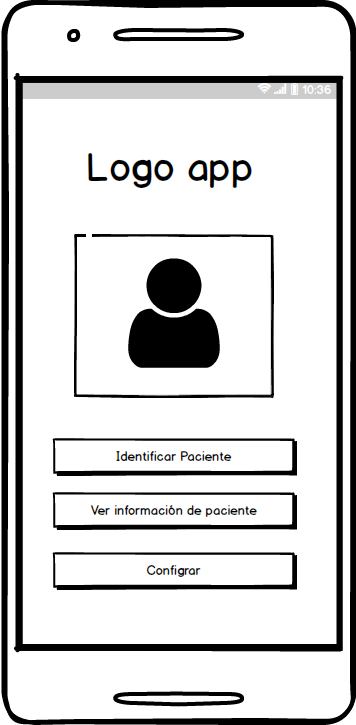 10:36
Logo app
Identificar Paciente
Ver información de paciente
Configrar